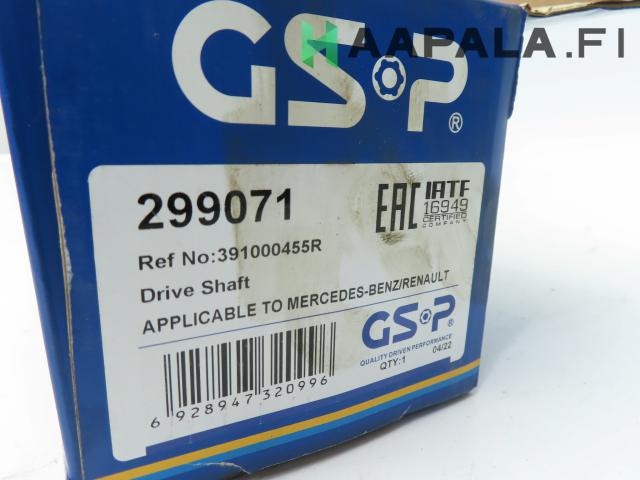 HAAPALA.FI
GSP®
299071
EAC IATF
16949
CERTIFIED
COMPANY
Ref No:391000455R
Drive Shaft
APPLICABLE TO MERCEDES-BENZ/RENAULT
GSP®
QUALITY DRIVEN PERFORMANCE
QTY:1 04/22
6 928947 320996